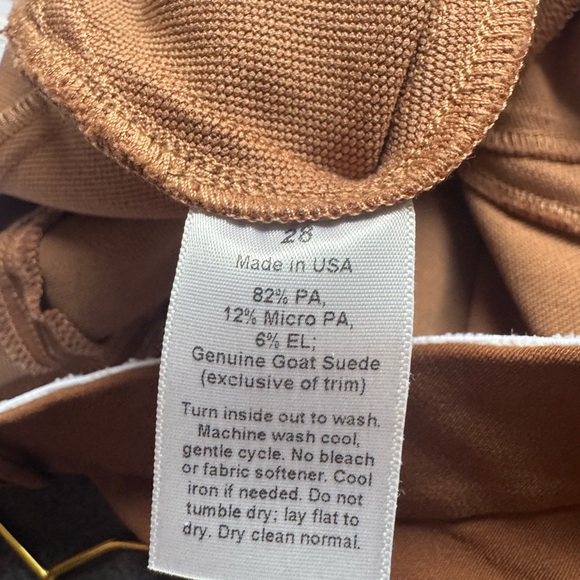 28
Made in USA
82% PA,
12% Micro PA,
6% EL;
Genuine Goat Suede
(exclusive of trim)
Turn inside out to wash.
Machine wash cool,
gentle cycle. No bleach
or fabric softener. Cool
iron if needed. Do not
tumble dry; lay flat to
dry. Dry clean normal.